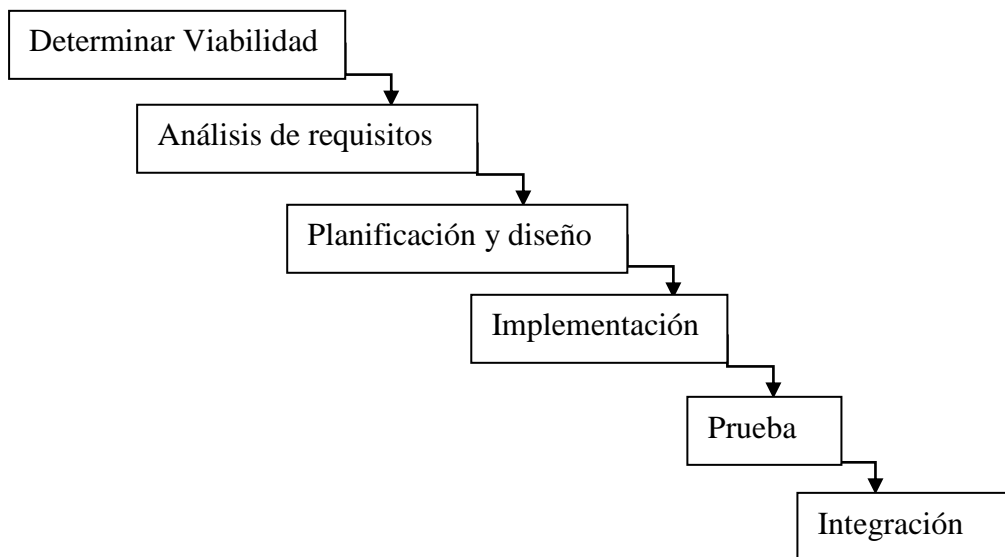 Determinar Viabilidad
Análisis de requisitos
Planificación y diseño
Implementación
Prueba
Integración